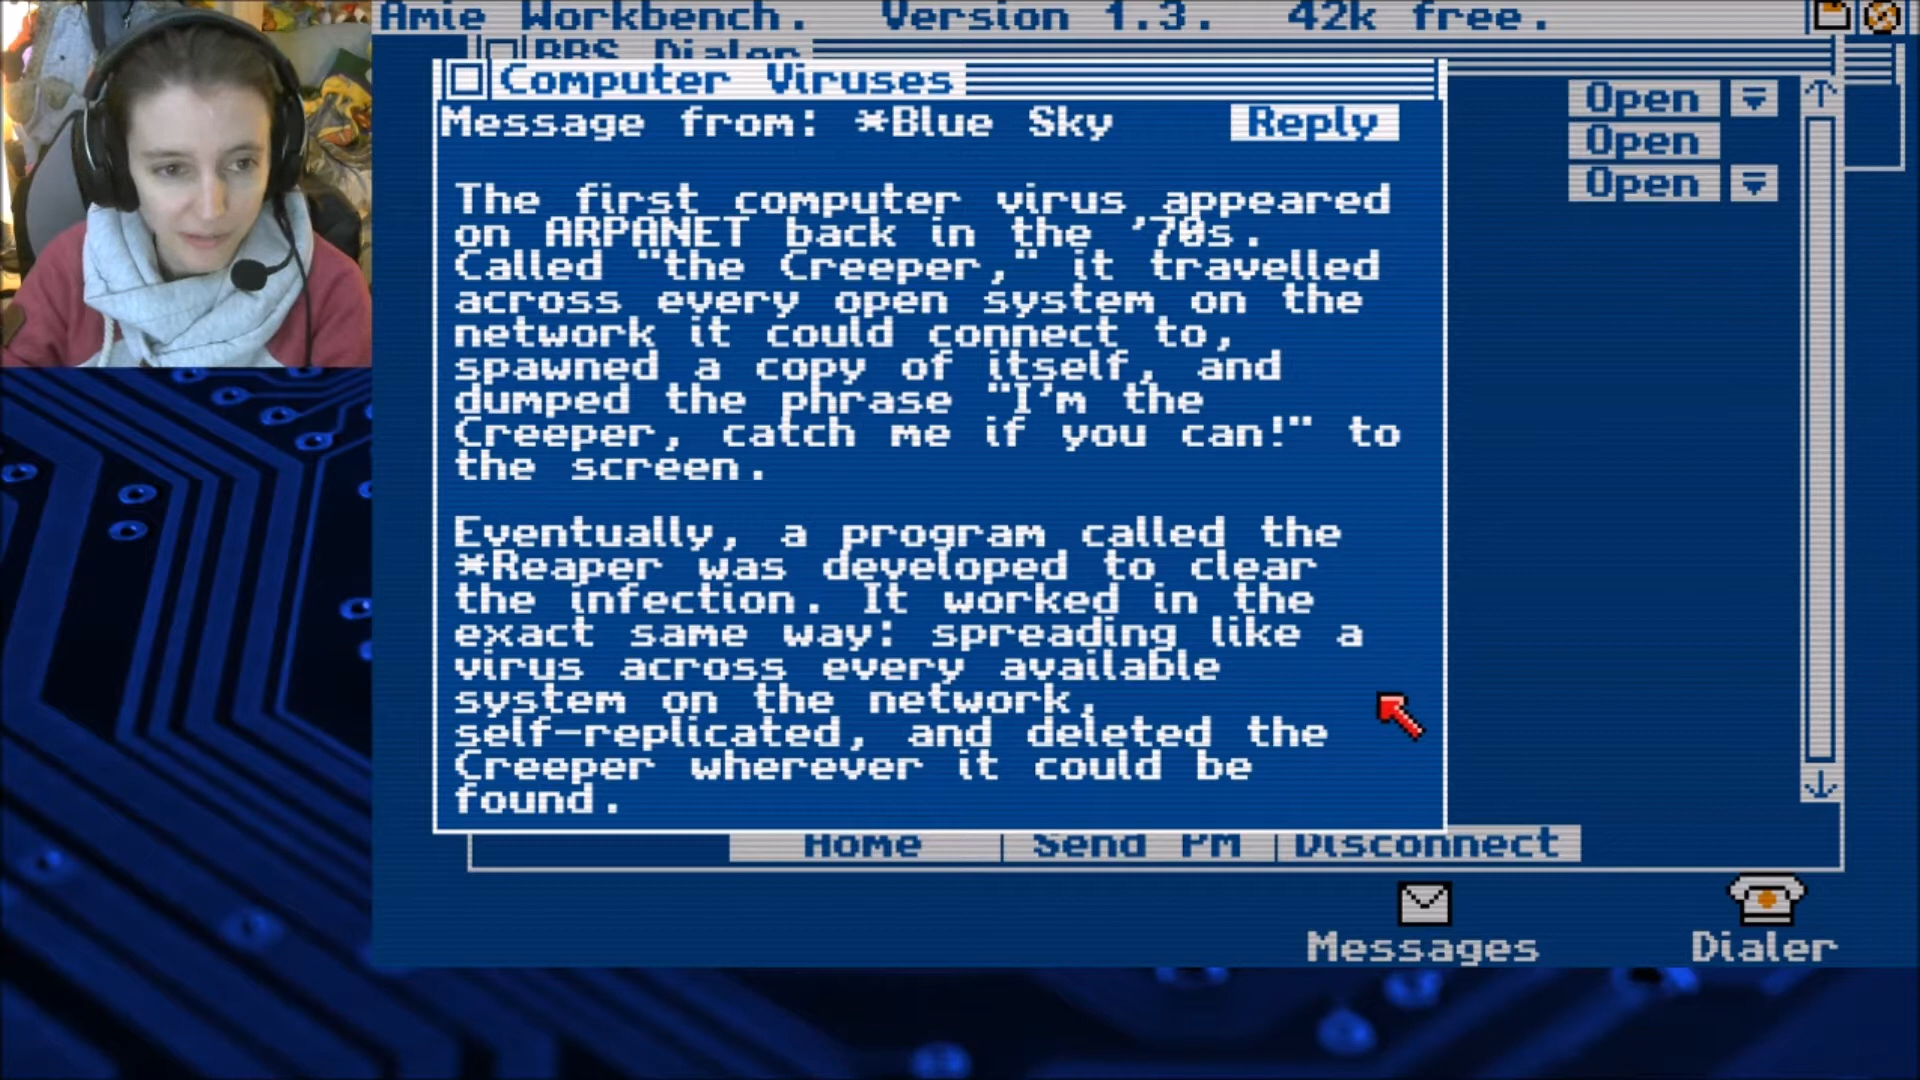 Amie Workbench. Version 1.3. 42k free.
BBS Dialer
Computer Viruses
Message from: *Blue Sky
Reply
Open
Open
Open
The first computer virus appeared
on ARPANET back in the '70s.
Called "the Creeper," it travelled
across every open system on the
network it could connect to,
spawned a copy of itself, and
dumped the phrase "I'm the
Creeper, catch me if you can!" to
the screen.
Eventually, a program called the
*Reaper was developed to clear
the infection. It worked in the
exact same way: spreading like a
virus across every available
system on the network,
self-replicated, and deleted the
Creeper wherever it could be
found.
Home Send PM Disconnect
Messages Dialer